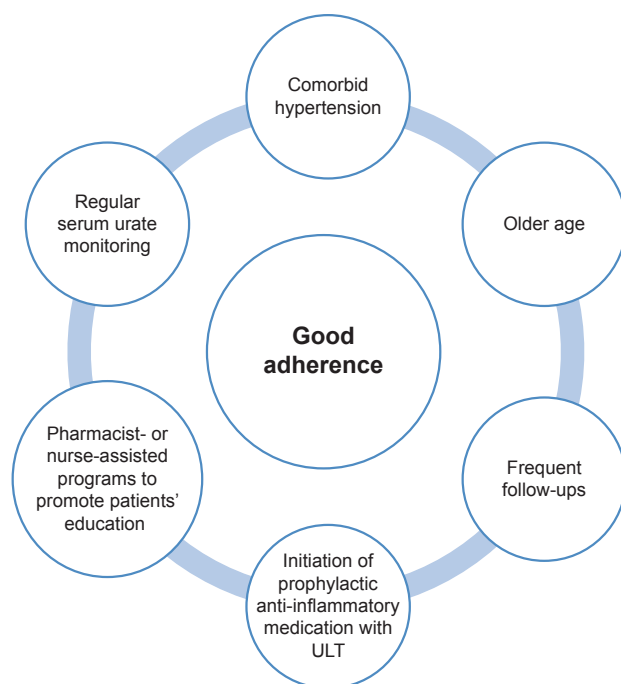 Comorbid
hypertension
Older age
Frequent
follow-ups
Initiation of
prophylactic
anti-inflammatory
medication with
ULT
Pharmacist- or
nurse-assisted
programs to
promote patients’
education
Regular
serum urate
monitoring
Good
adherence